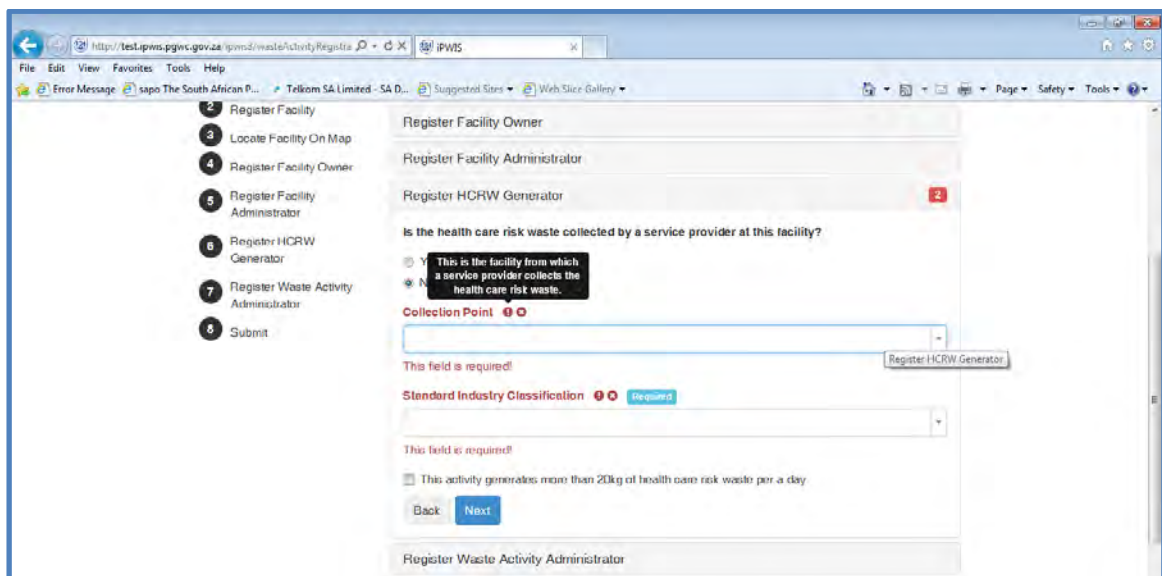 http://test.ipwis.pgwc.gov.za/ipwis3/wasteActivityRegistra
iPWIS
File Edit View Favorites Tools Help
Error Message sapo The South African P... Telkom SA Limited - SA D... Suggested Sites Web Slice Gallery Page Safety Tools
2 Register Facility
3 Locate Facility On Map
4 Register Facility Owner
5 Register Facility
Administrator
6 Register HCRW
Generator
7 Register Waste Activity
Administrator
8 Submit
Register Facility Owner
Register Facility Administrator
Register HCRW Generator 2
Is the health care risk waste collected by a service provider at this facility?
Y
N
This is the facility from which
a service provider collects the
health care risk waste.
Collection Point
This field is required!
Register HCRW Generator
Standard Industry Classification Required
This field is required!
This activity generates more than 20kg of health care risk waste per a day
Back Next
Register Waste Activity Administrator